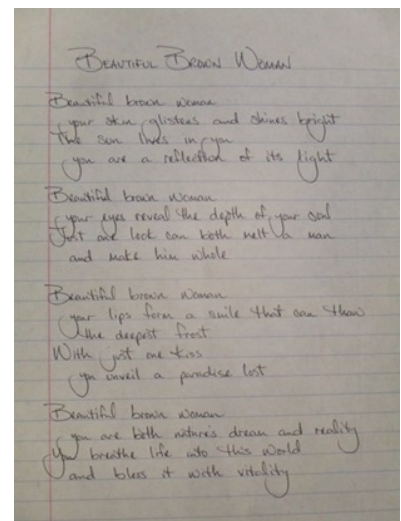 BEAUTIFUL BROWN WOMAN
Beautiful brown woman
your skin glistens and shines bright
The sun lives in you
you are a reflection of its light
Beautiful brown woman
your eyes reveal the depth of your soul
Just one look can both melt a man
and make him whole
Beautiful brown woman
your lips form a smile that can thaw
the deepest frost
With just one kiss
you unveil a paradise lost
Beautiful brown woman
you are both nature's dream and reality
You breathe life into this world
and bless it with vitality